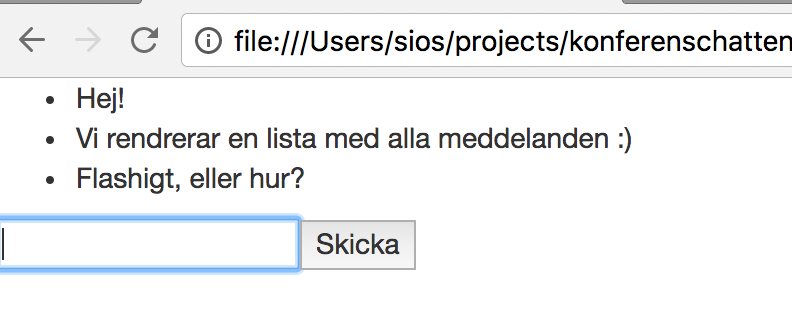 file:///Users/sios/projects/konferenschatten
Hej!
Vi rendrerar en lista med alla meddelanden :)
Flashigt, eller hur?
Skicka